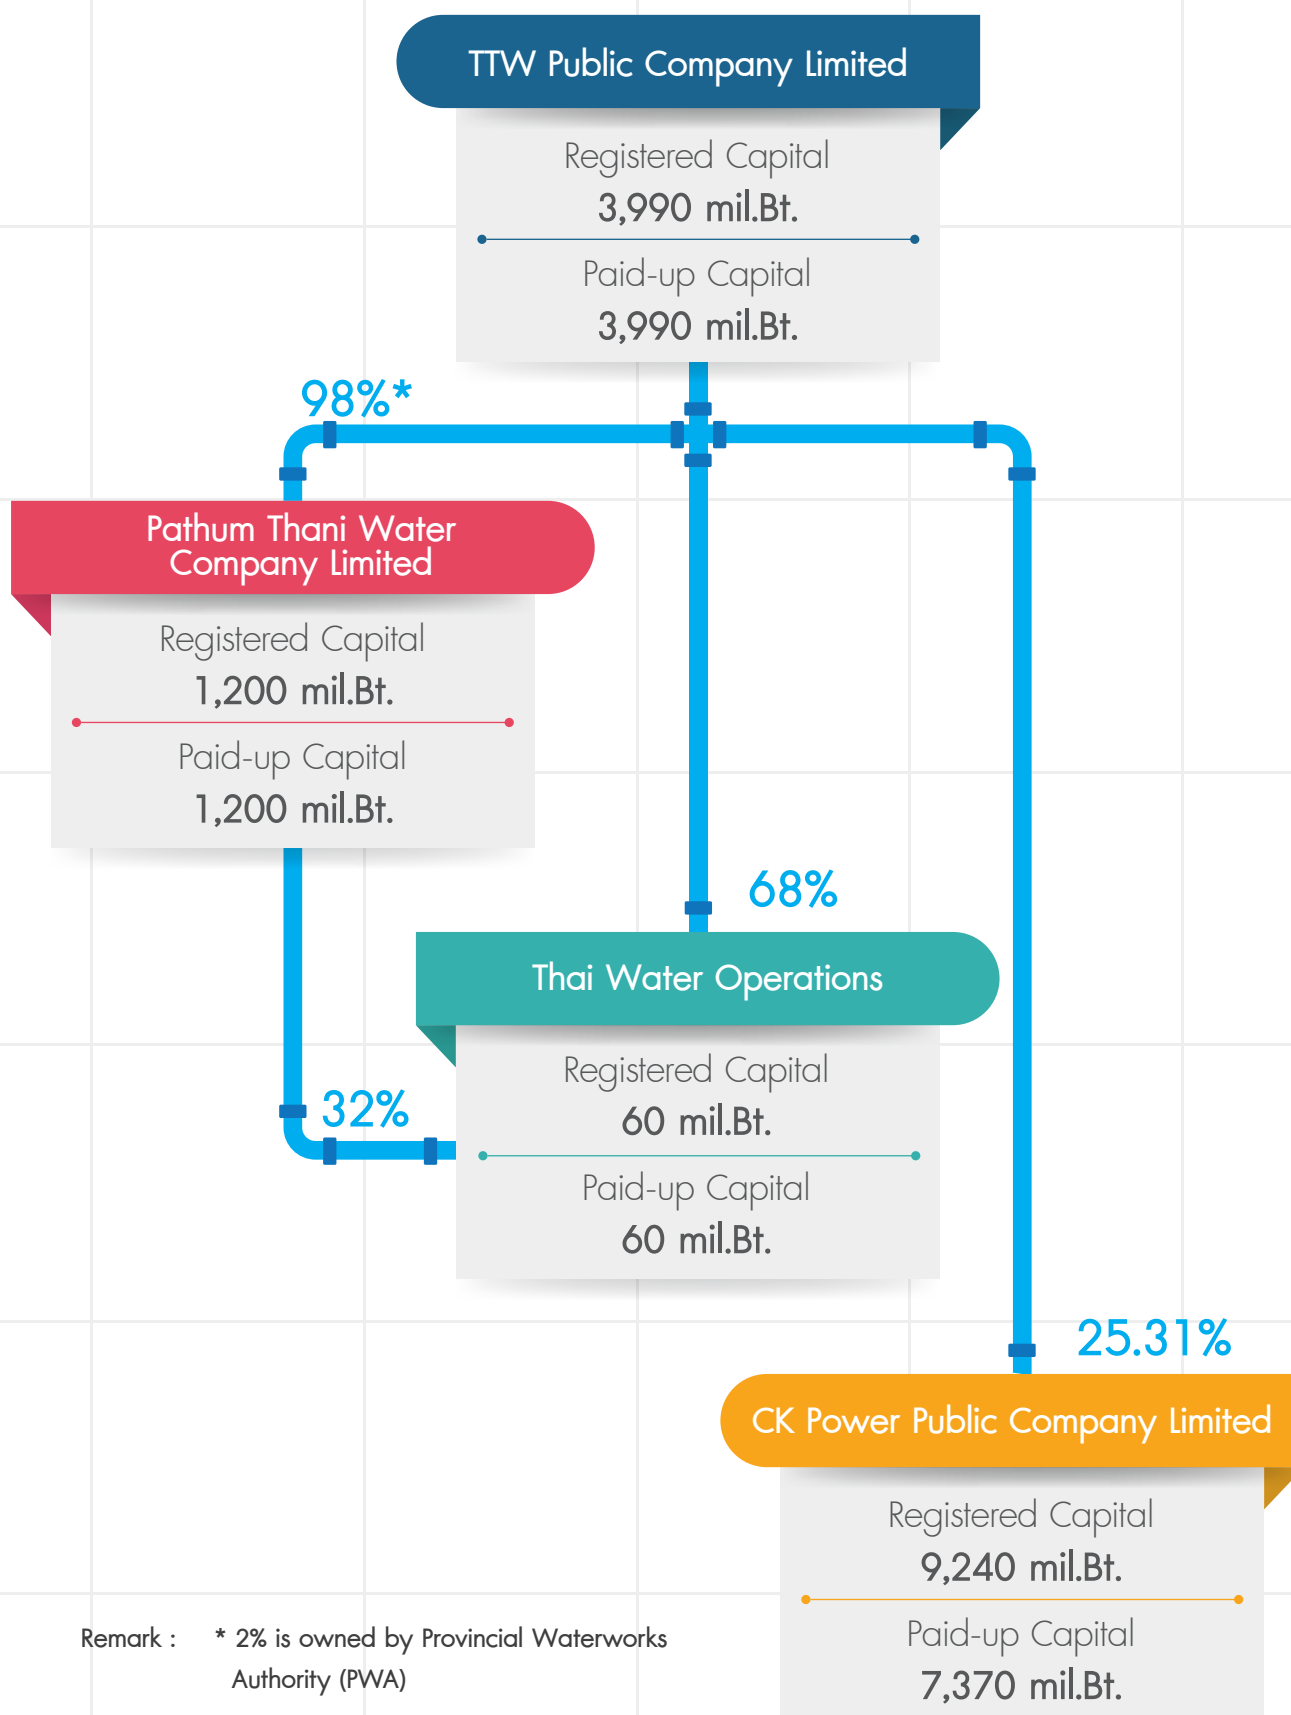 TTW Public Company Limited
Registered Capital
3,990 mil.Bt.
Paid-up Capital
3,990 mil.Bt.
98%*
Pathum Thani Water
Company Limited
Registered Capital
1,200 mil.Bt.
Paid-up Capital
1,200 mil.Bt.
68%
Thai Water Operations
Registered Capital
60 mil.Bt.
Paid-up Capital
60 mil.Bt.
32%
25.31%
CK Power Public Company Limited
Registered Capital
9,240 mil.Bt.
Paid-up Capital
7,370 mil.Bt.
Remark : * 2% is owned by Provincial Waterworks
Authority (PWA)